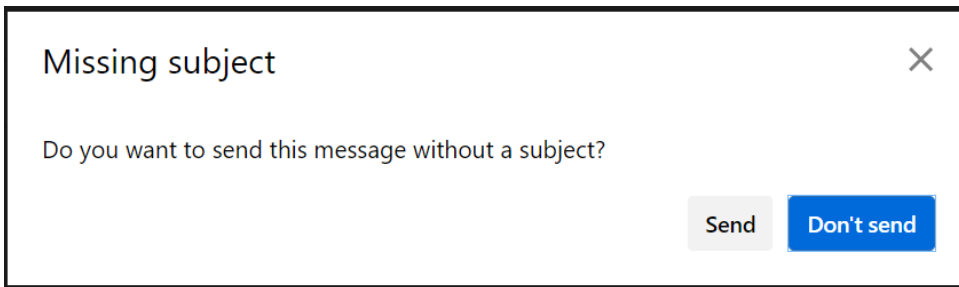 Missing subject
Do you want to send this message without a subject?
Send Don't send